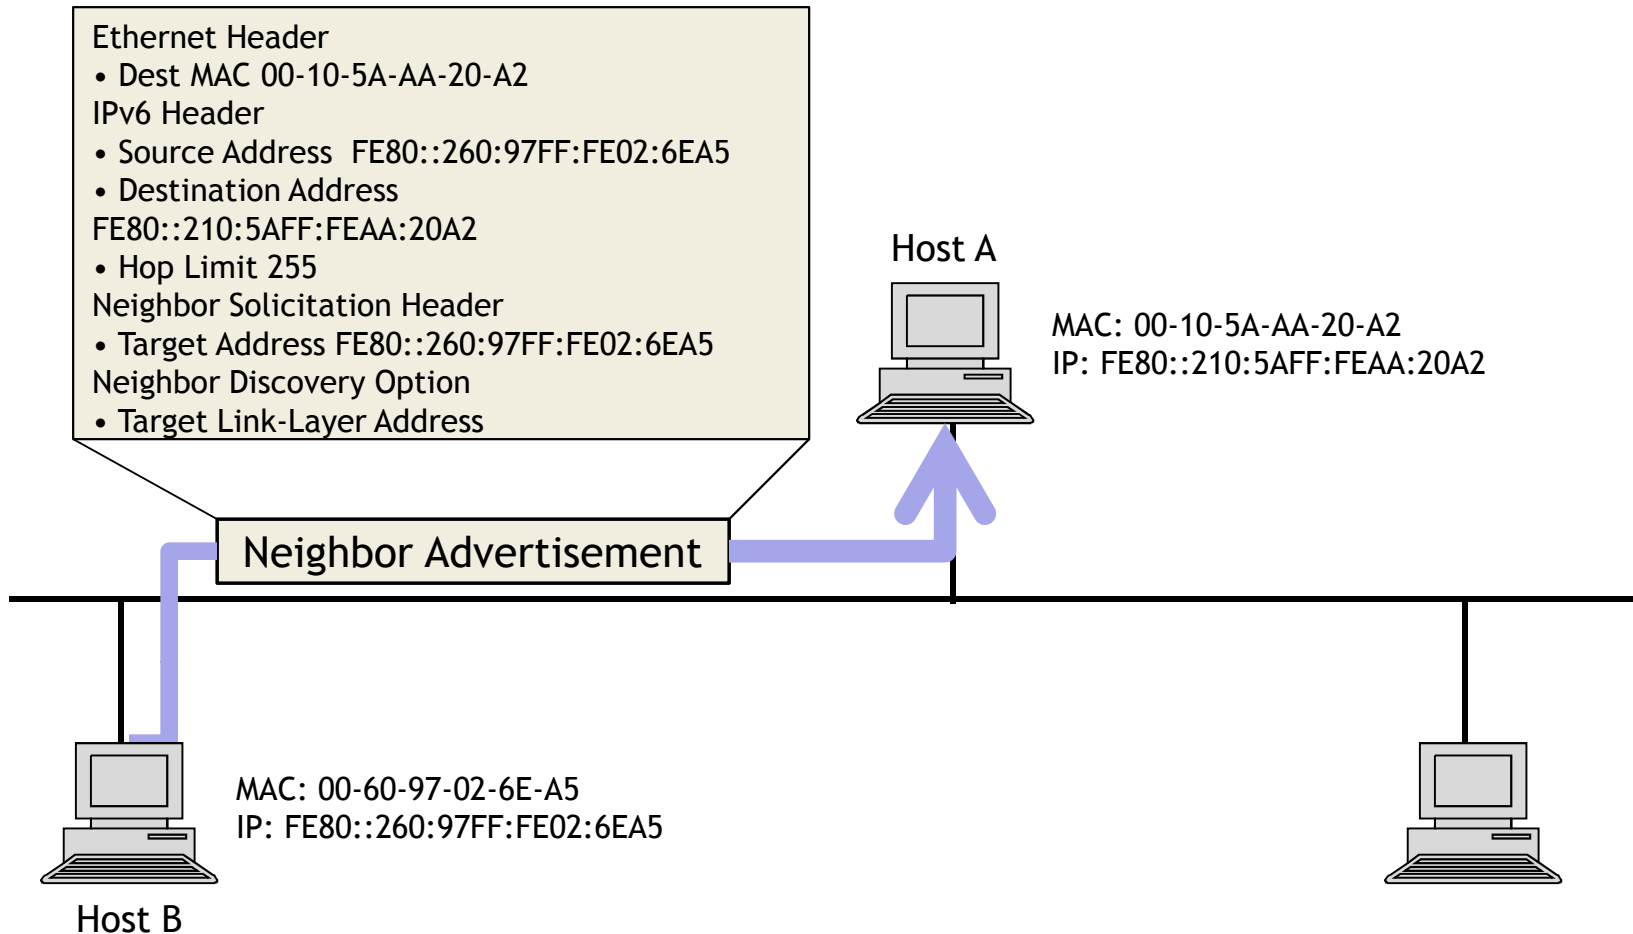 Ethernet Header
• Dest MAC 00-10-5A-AA-20-A2
IPv6 Header
• Source Address FE80::260:97FF:FE02:6EA5
• Destination Address
FE80::210:5AFF:FEAA:20A2
• Hop Limit 255
Neighbor Solicitation Header
• Target Address FE80::260:97FF:FE02:6EA5
Neighbor Discovery Option
• Target Link-Layer Address
Host A
MAC: 00-10-5A-AA-20-A2
IP: FE80::210:5AFF:FEAA:20A2
Neighbor Advertisement
MAC: 00-60-97-02-6E-A5
IP: FE80::260:97FF:FE02:6EA5
Host B